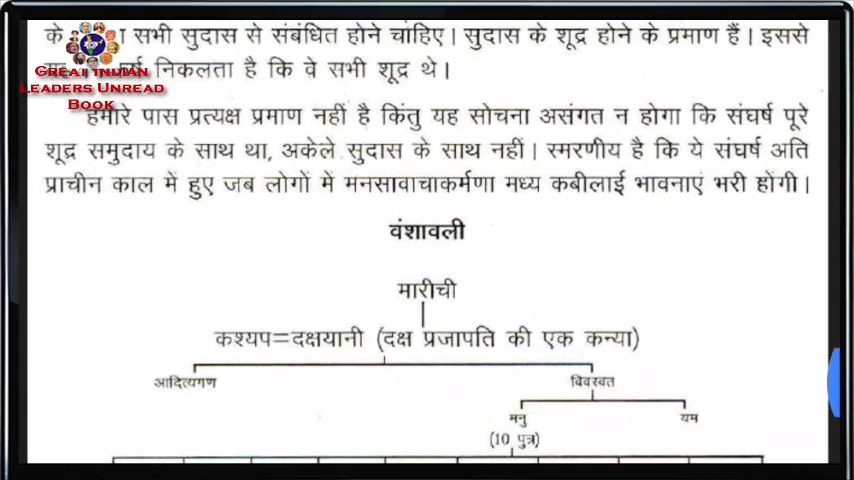 के सभी सुदास से संबंधित होने चांहिए। सुदास के शूद्र होने के प्रमाण हैं। इससे
निकलता है कि वे सभी शूद्र थे।
GREAT INDIAN
LEADERS UNREAD
BOOK
हमारे पास प्रत्यक्ष प्रमाण नहीं है किंतु यह सोचना असंगत न होगा कि संघर्ष पूरे
शूद्र समुदाय के साथ था, अकेले सुदास के साथ नहीं। स्मरणीय है कि ये संघर्ष अति
प्राचीन काल में हुए जब लोगों में मनसावाचाकर्मणा मध्य कबीलाई भावनाएं भरी होंगी।
वंशावली
मारीची
कश्यप=दक्षयानी (दक्ष प्रजापति की एक कन्या)
आदित्यगण विवस्वत
मनु यम
(10 पुत्र)